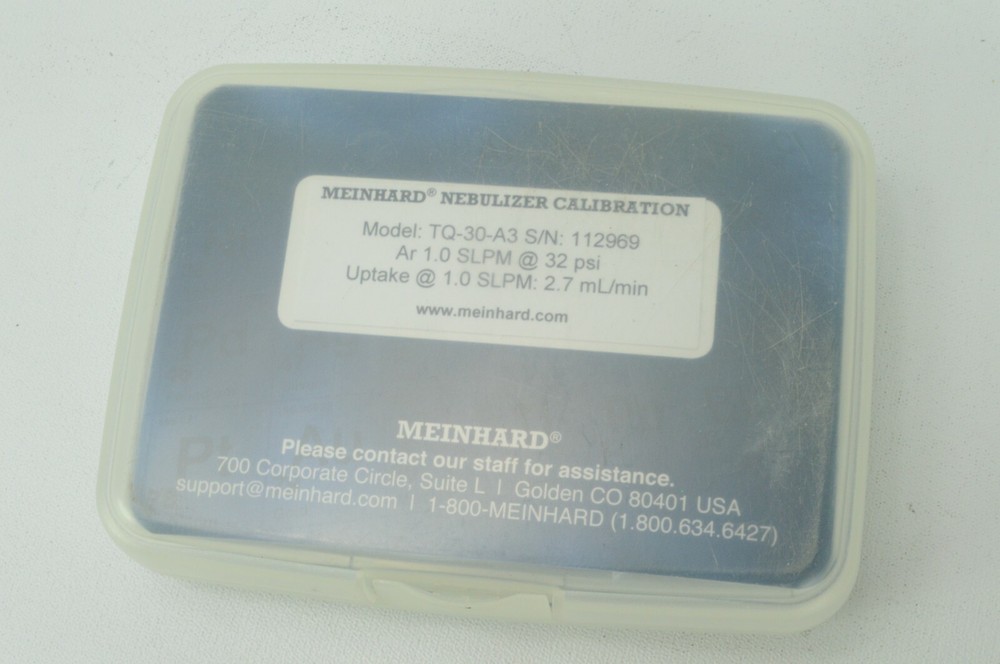 MEINHARD® NEBULIZER CALIBRATION
Model: TQ-30-A3 S/N: 112969
Ar 1.0 SLPM @ 32 psi
Uptake @ 1.0 SLPM: 2.7 mL/min
www.meinhard.com
MEINHARD®
Please contact our staff for assistance.
700 Corporate Circle, Suite L | Golden CO 80401 USA
support@meinhard.com | 1-800-MEINHARD (1.800.634.6427)